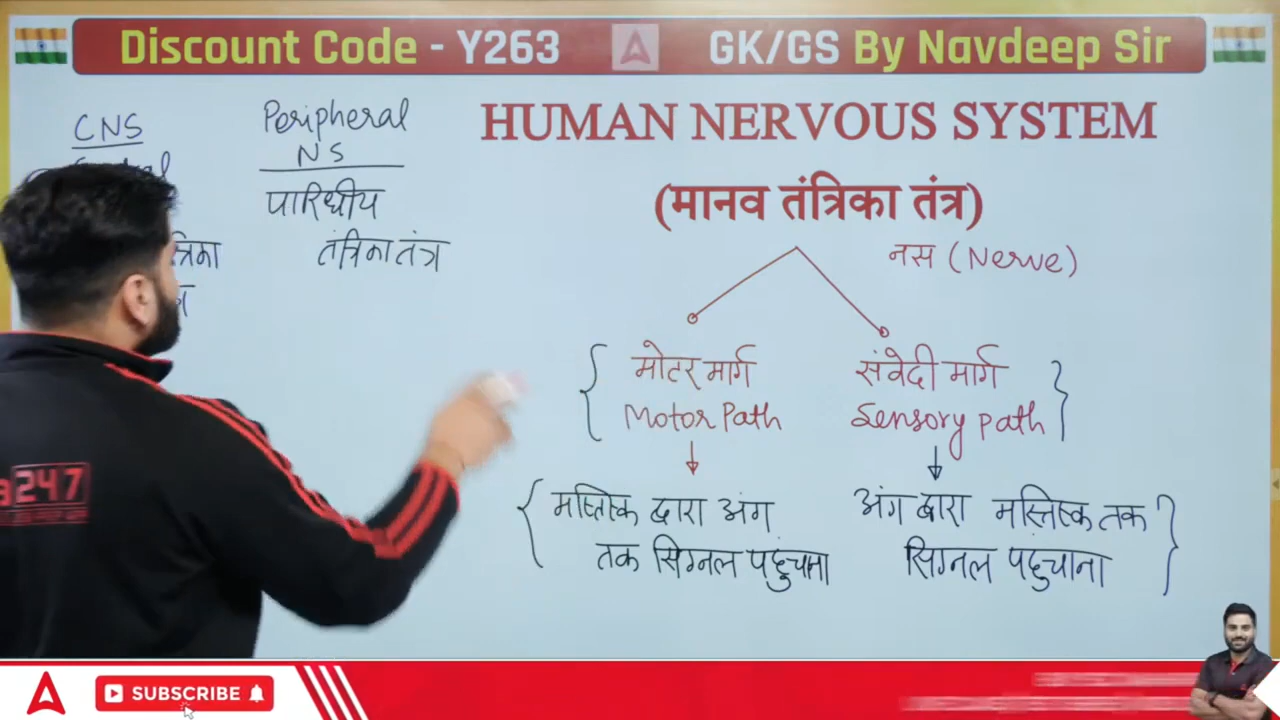 Discount Code - Y263
GK/GS By Navdeep Sir
CNS
Peripheral
NS
पारिधीय
तंत्रिका तंत्र
HUMAN NERVOUS SYSTEM
(मानव तंत्रिका तंत्र)
नस (Nerve)
मोटर मार्ग
Motor Path
संवेदी मार्ग
Sensory path
मस्तिष्क द्वारा अंग
तक सिग्नल पहुंचाना
अंग द्वारा मस्तिष्क तक
सिग्नल पहुंचाना
247
SUBSCRIBE